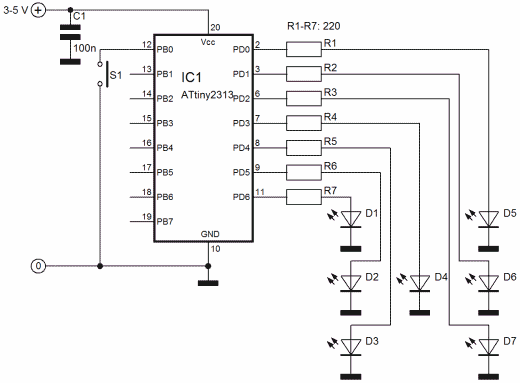 3-5 V +
C1
100n
R1-R7: 220
20
Vcc
IC1
ATtiny2313
S1
12 PB0 PD0 2 R1
13 PB1 PD1 3 R2
14 PB2 PD2 6 R3
15 PB3 PD3 7 R4
16 PB4 PD4 8 R5
17 PB5 PD5 9 R6
18 PB6 PD6 11 R7
19 PB7
GND
10
0
D1 D5
D2 D4 D6
D3 D7